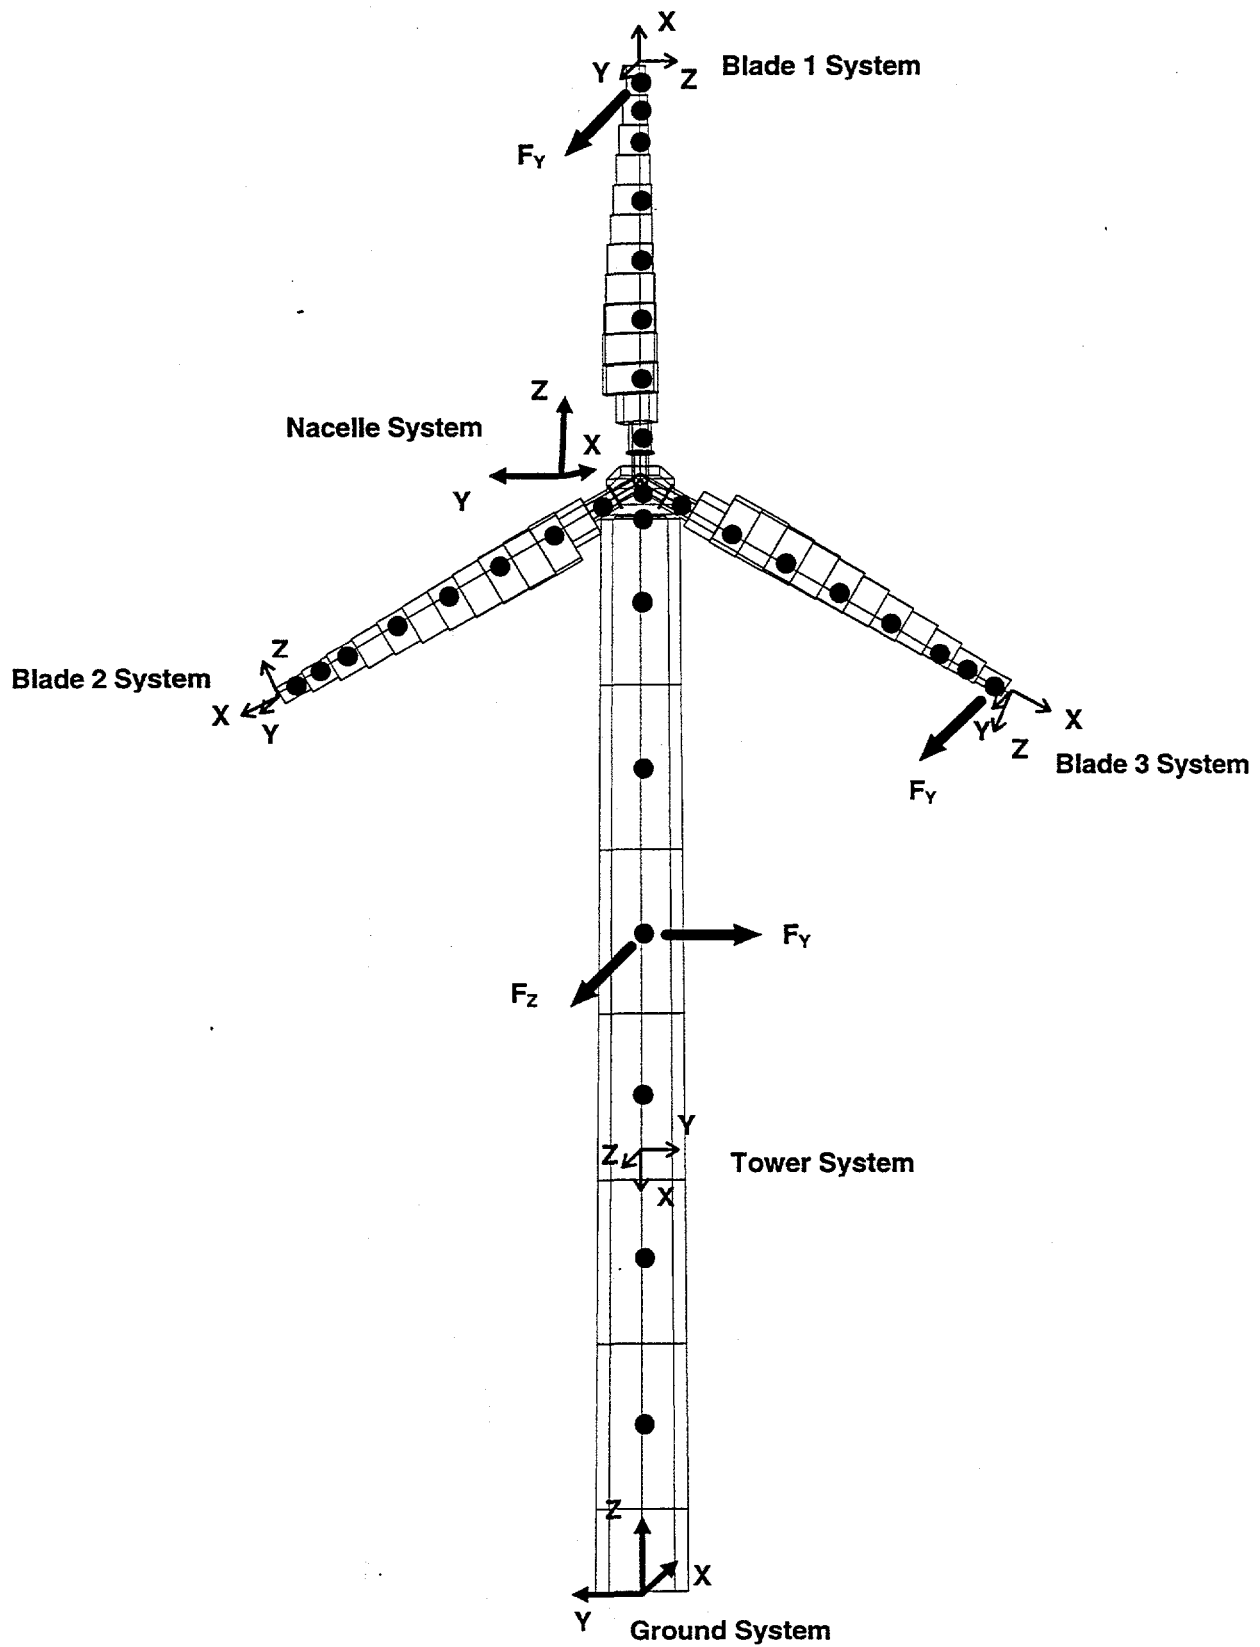 X
Y
Z
Blade 1 System
FY
Z
Nacelle System
X
Y
Z
Blade 2 System
X
Y
X
Y
Z
Blade 3 System
FY
FY
FZ
Y
Z
Tower System
X
Z
X
Y
Ground System